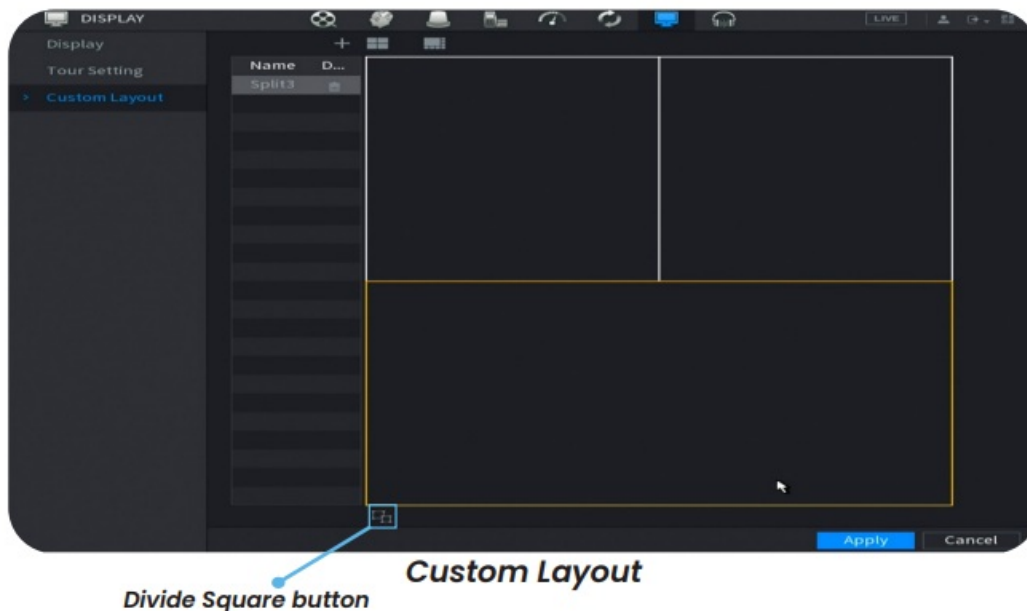 DISPLAY
LIVE
Display
Tour Setting
Custom Layout
Name D...
Split3
Apply Cancel
Custom Layout
Divide Square button